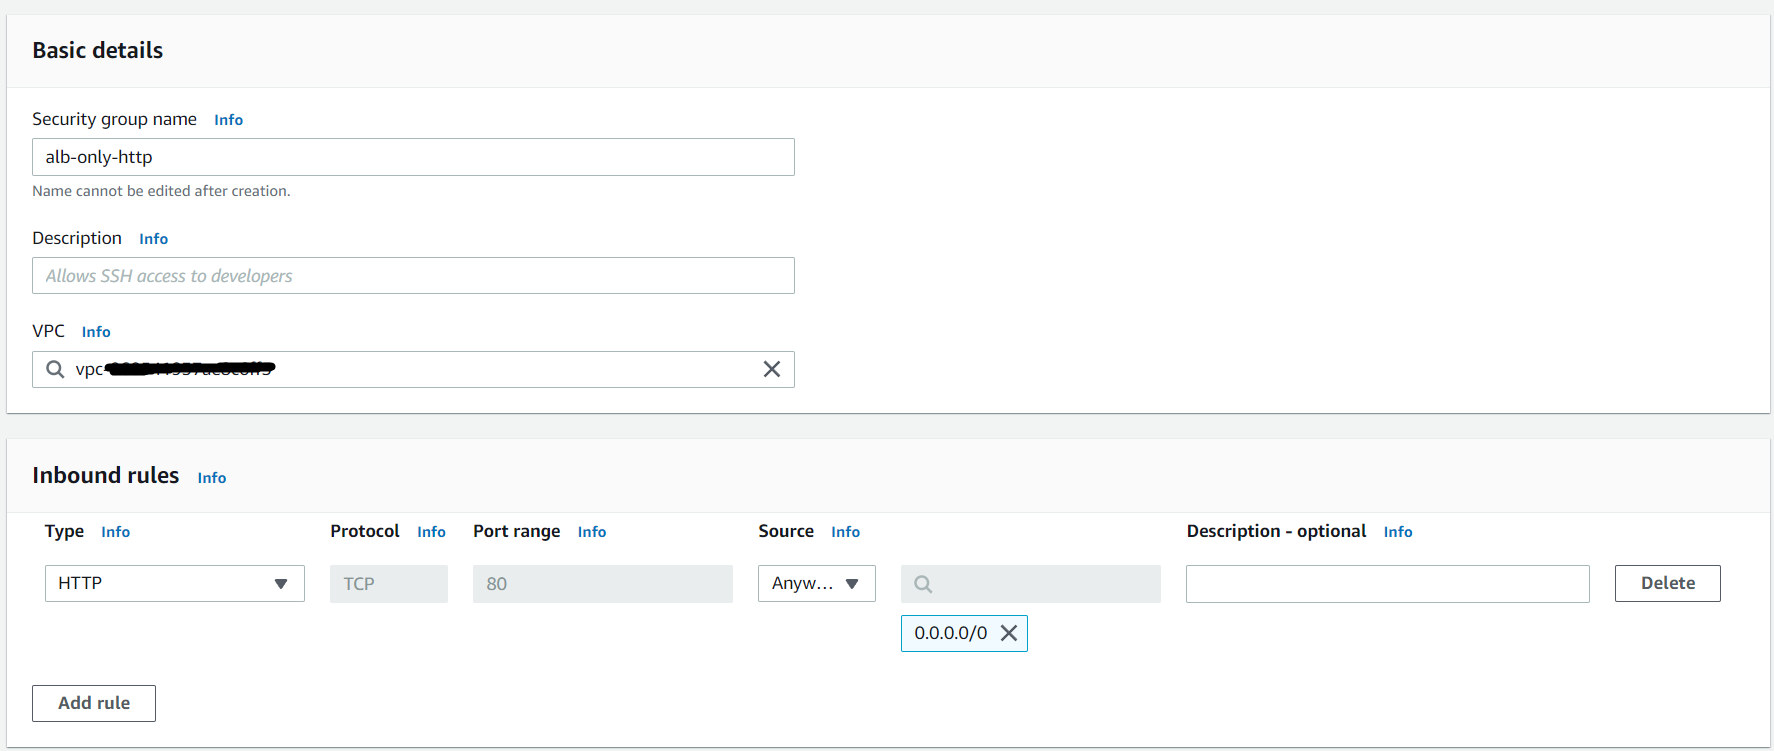 Basic details
Security group name Info
alb-only-http
Name cannot be edited after creation.
Description Info
Allows SSH access to developers
VPC Info
vpc-
Inbound rules Info
Type Info Protocol Info Port range Info Source Info Description - optional Info
HTTP TCP 80 Anyw... Delete
0.0.0.0/0
Add rule